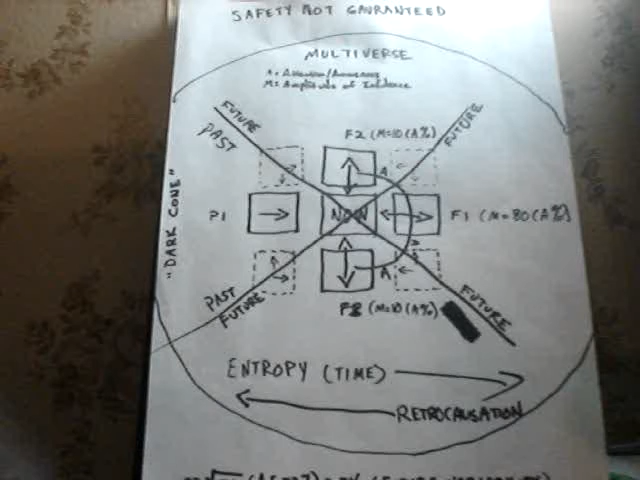 SAFETY NOT GAURANTEED
MULTIVERSE
A = Attention/Awareness
M = Amplitude of Incidence
FUTURE
PAST
F2 (M=10(A%)
FUTURE
A
"DARK CONE"
P1
NOW
F1 (M=80(A%)
A
A
PAST
FUTURE
F3 (M=10(A%)
FUTURE
ENTROPY (TIME)
RETROCAUSATION